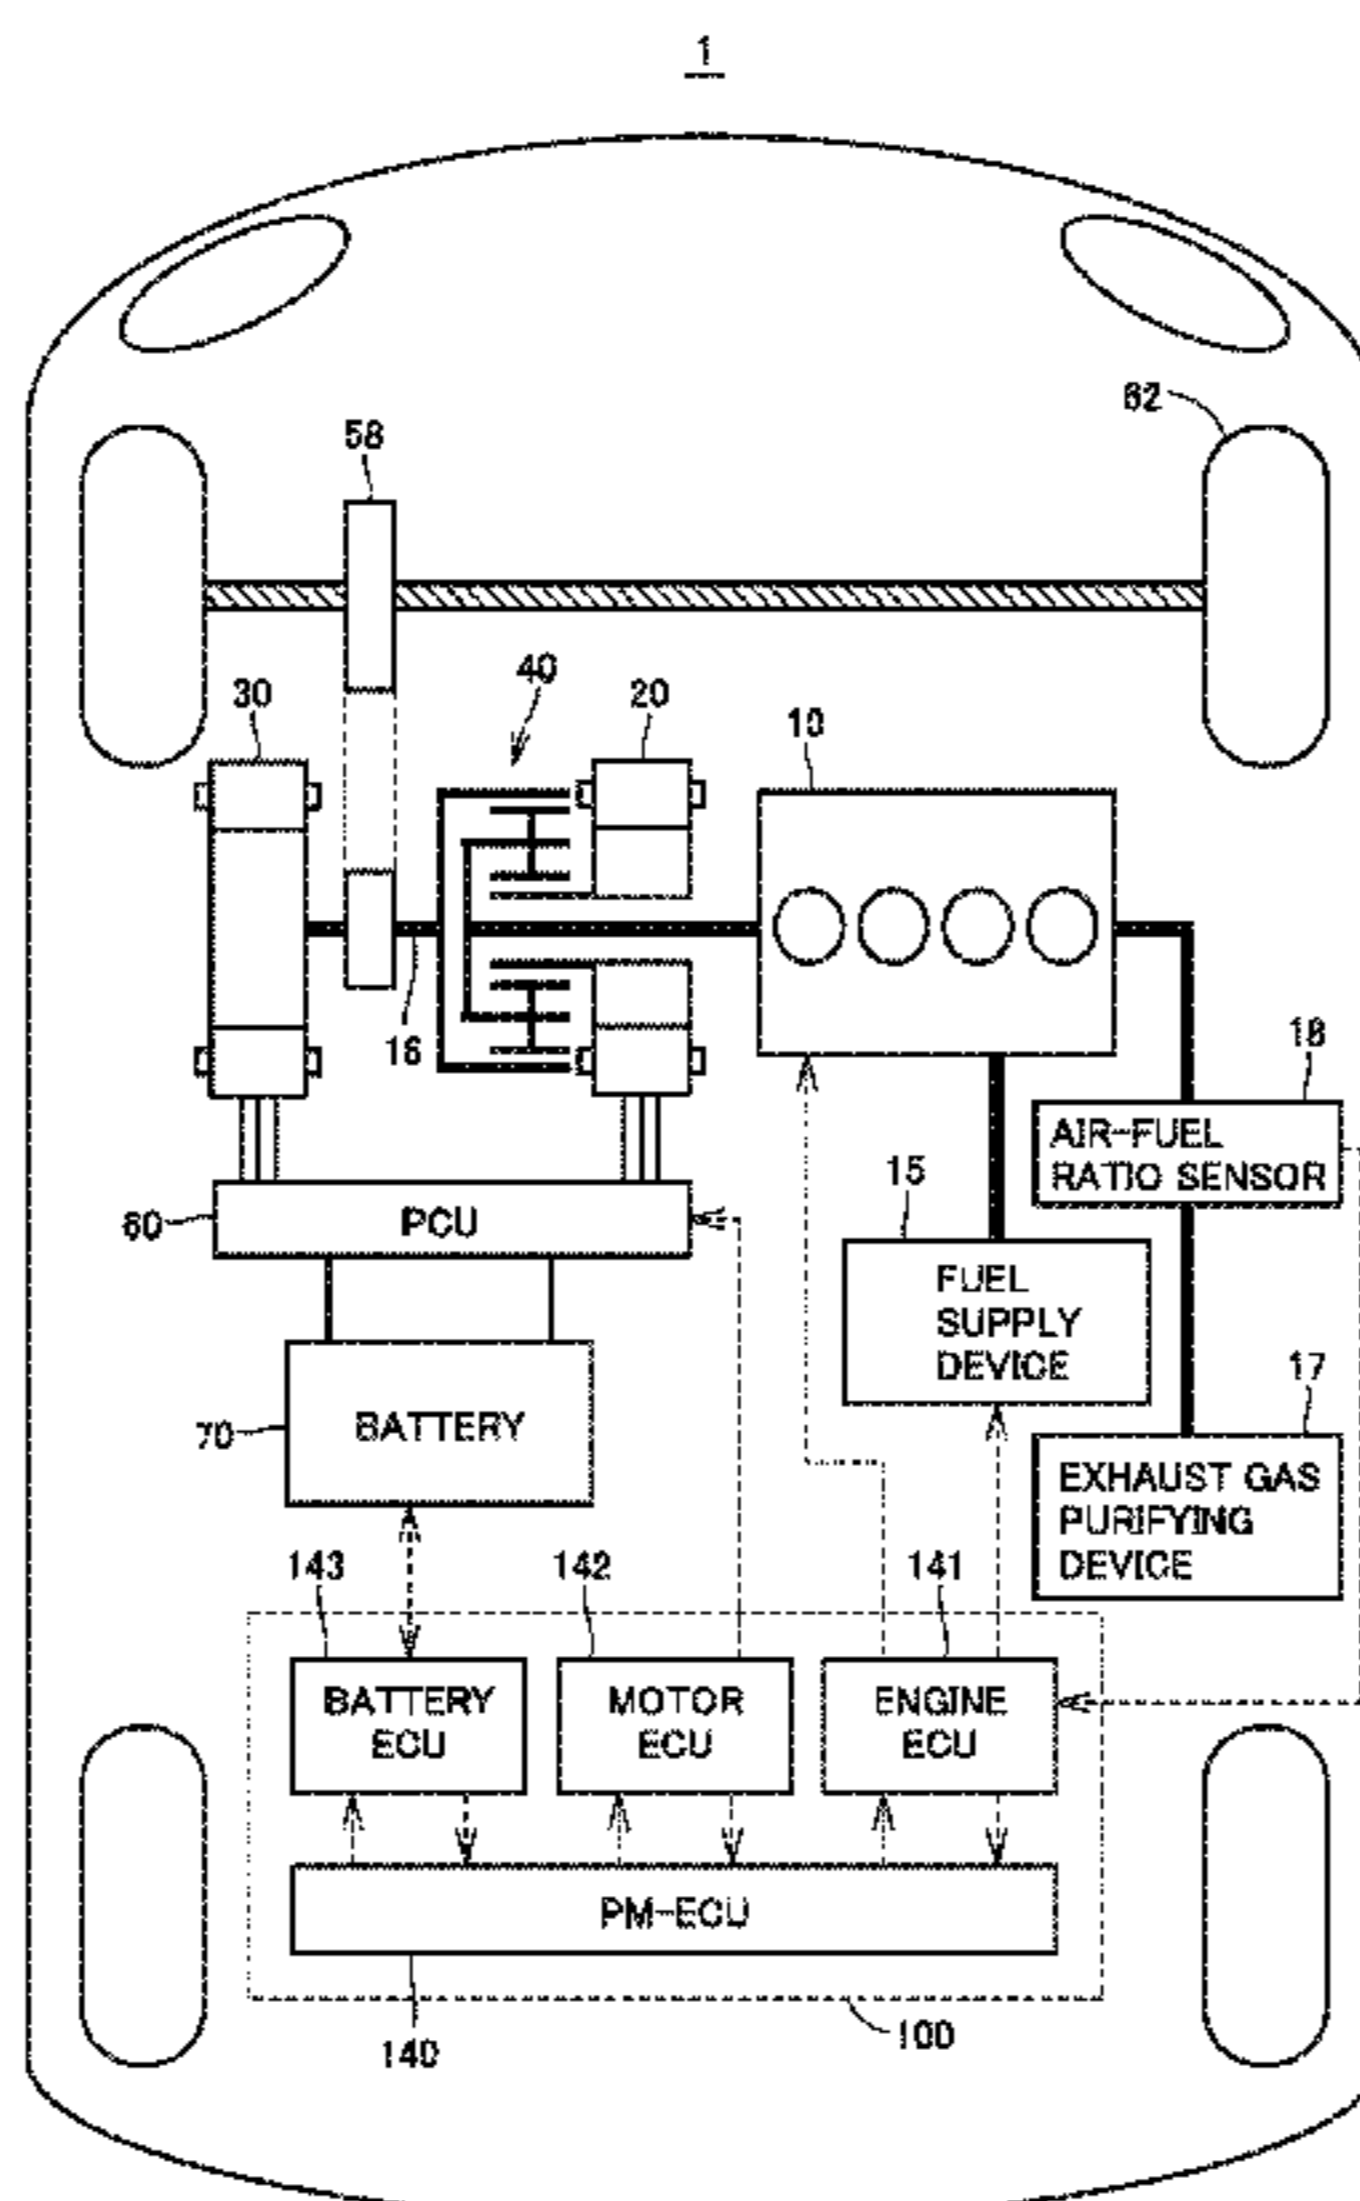 1
62
58
40
30
20
10
16
18
AIR-FUEL
RATIO SENSOR
15
60
PCU
FUEL
SUPPLY
DEVICE
17
70
BATTERY
EXHAUST GAS
PURIFYING
DEVICE
143
142
141
BATTERY
ECU
MOTOR
ECU
ENGINE
ECU
PM-ECU
100
140